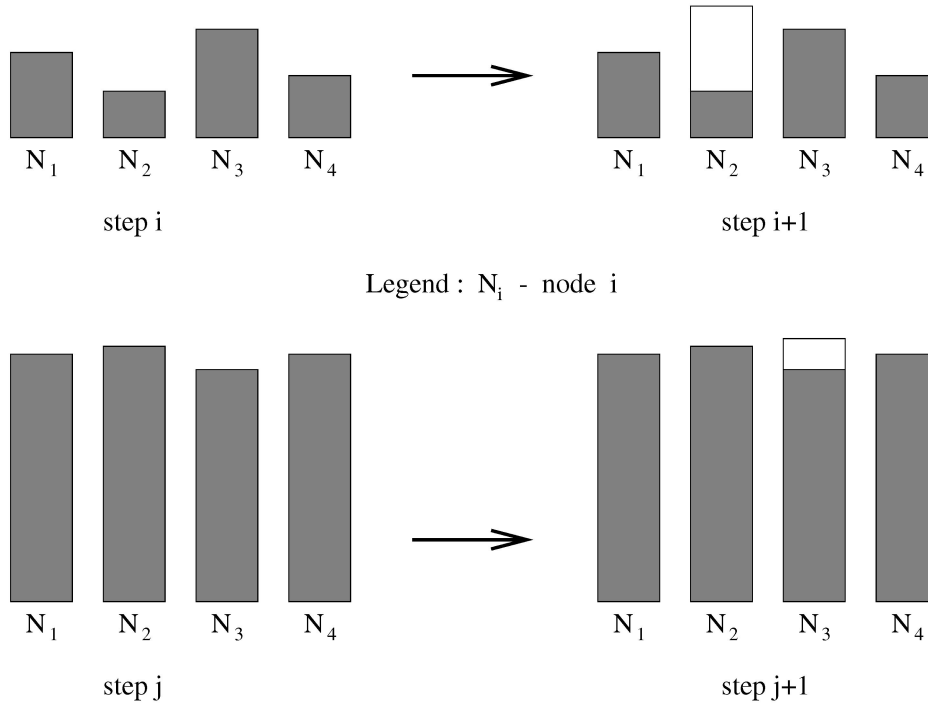 N1 N2 N3 N4 N1 N2 N3 N4
step i step i+1
Legend : Ni - node i
N1 N2 N3 N4 N1 N2 N3 N4
step j step j+1